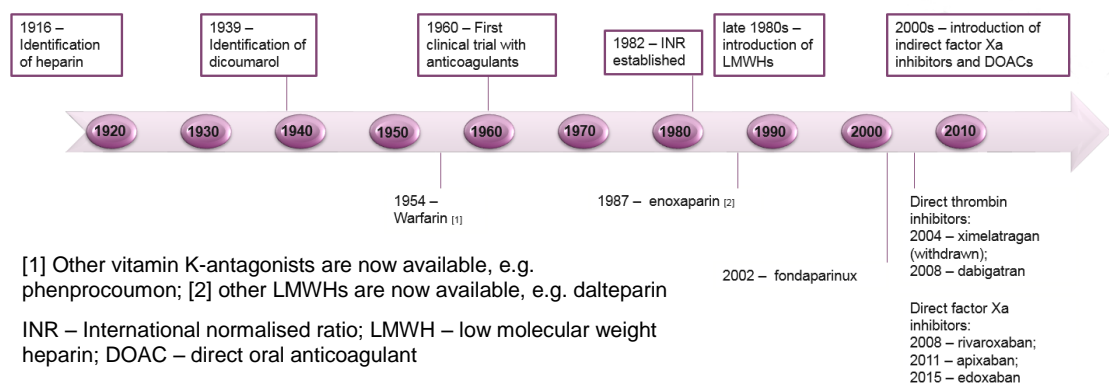 1916 –
Identification
of heparin
1939 –
Identification of
dicoumarol
1960 – First
clinical trial with
anticoagulants
1982 – INR
established
late 1980s –
introduction of
LMWHs
2000s – introduction of
indirect factor Xa
inhibitors and DOACs
1920
1930
1940
1950
1960
1970
1980
1990
2000
2010
1954 –
Warfarin [1]
1987 – enoxaparin [2]
2002 – fondaparinux
Direct thrombin
inhibitors:
2004 – ximelatragan
(withdrawn);
2008 – dabigatran
Direct factor Xa
inhibitors:
2008 – rivaroxaban;
2011 – apixaban;
2015 – edoxaban
[1] Other vitamin K-antagonists are now available, e.g.
phenprocoumon; [2] other LMWHs are now available, e.g. dalteparin
INR – International normalised ratio; LMWH – low molecular weight
heparin; DOAC – direct oral anticoagulant